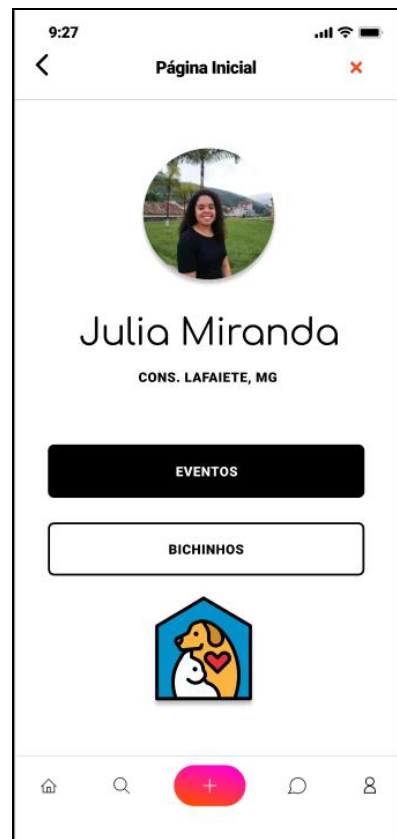 9:27
Página Inicial
Julia Miranda
CONS. LAFAIETE, MG
EVENTOS
BICHINHOS